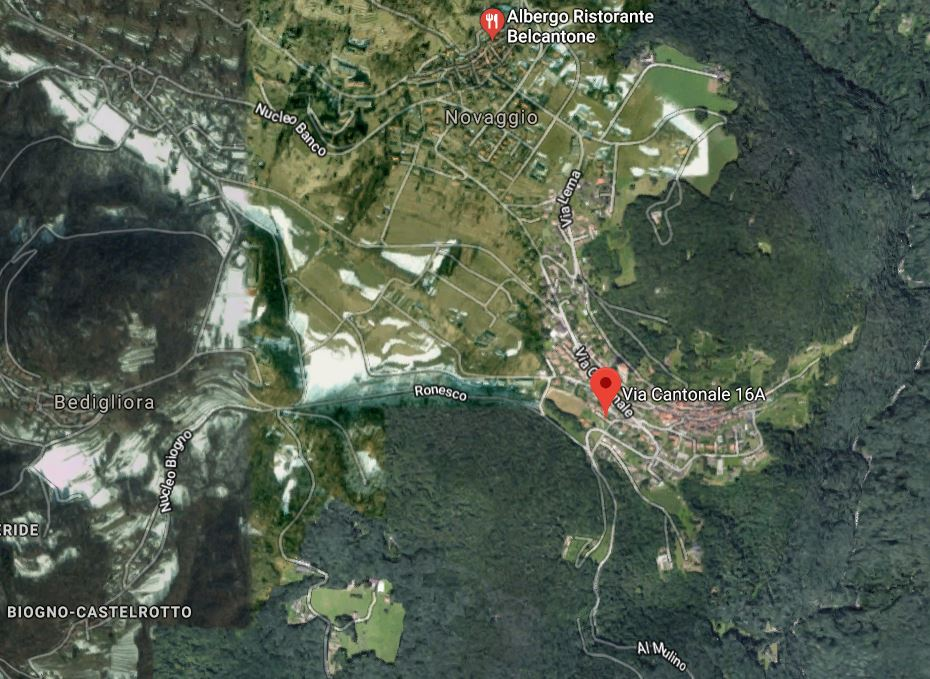 Albergo Ristorante
Belcantone
Novaggio
Nucleo Banco
Via Lema
Via Cantonale
Via Cantonale 16A
Ronesco
Bedigliora
Nucleo Biogno
ERIDE
BIOGNO-CASTELROTTO
Al Mulino